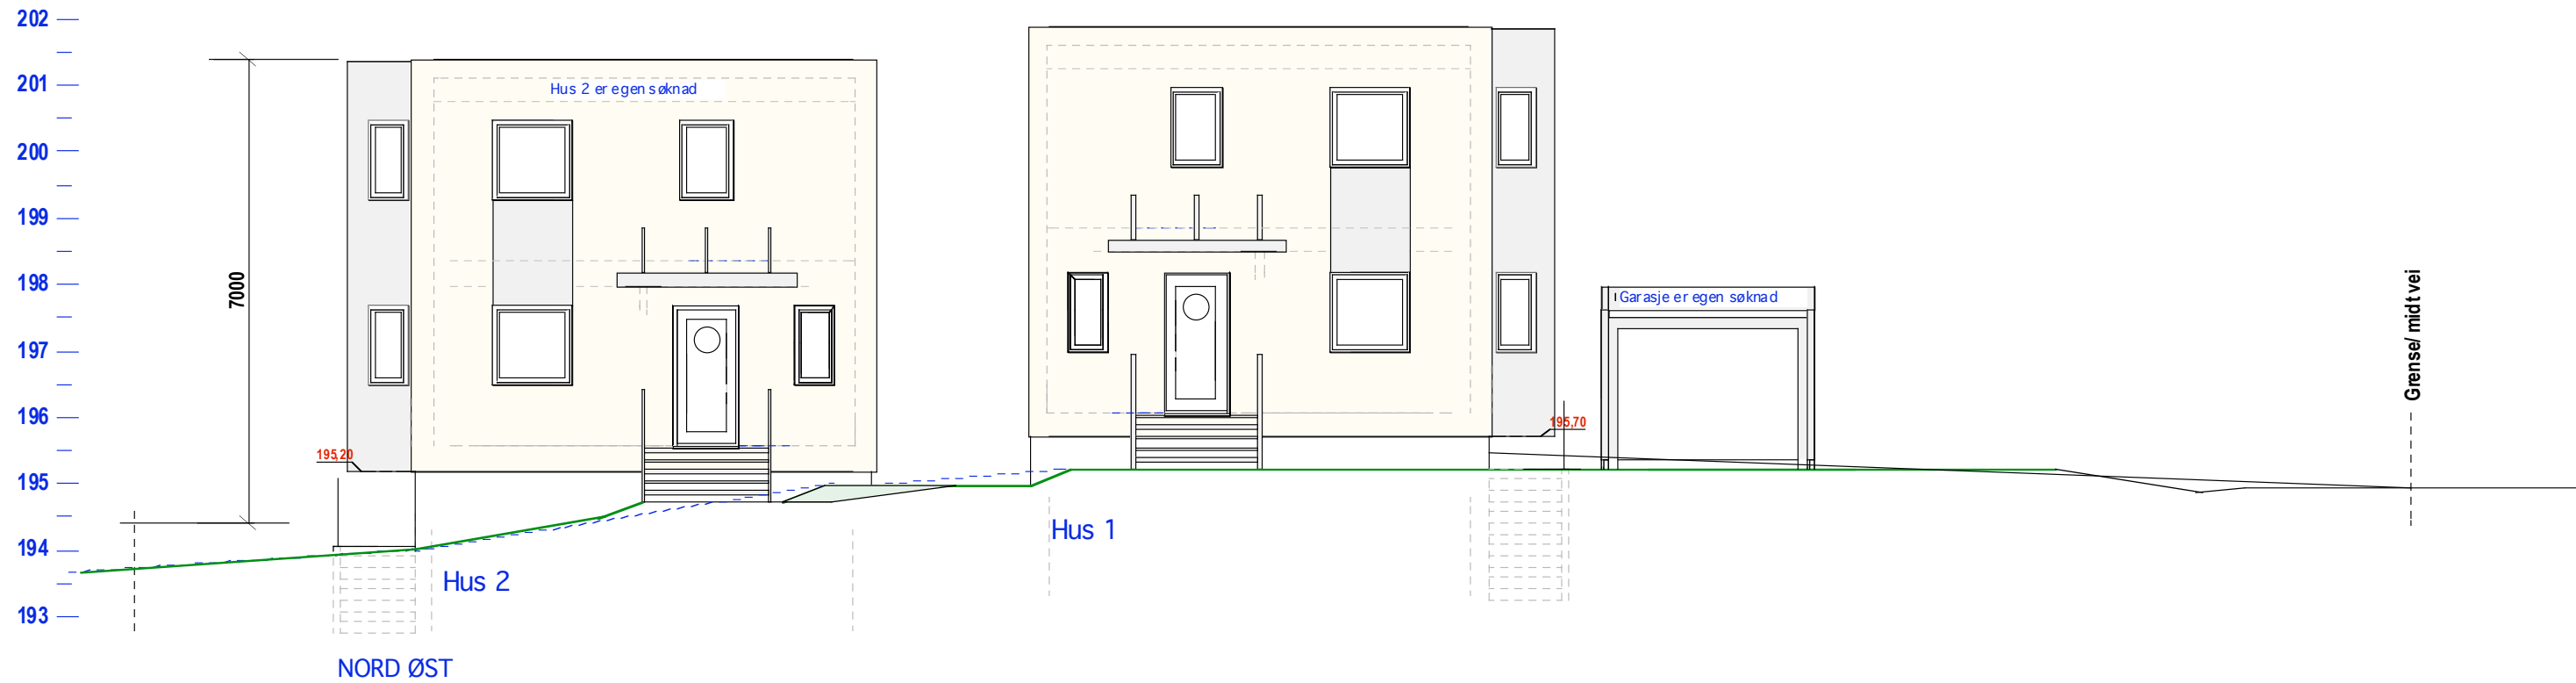 202
201
200
199
198
197
196
195
194
193
7000
Hus 2 er egen søknad
195,20
Hus 2
NORD ØST
Hus 1
195,70
Garasje er egen søknad
Grense/ midt vei